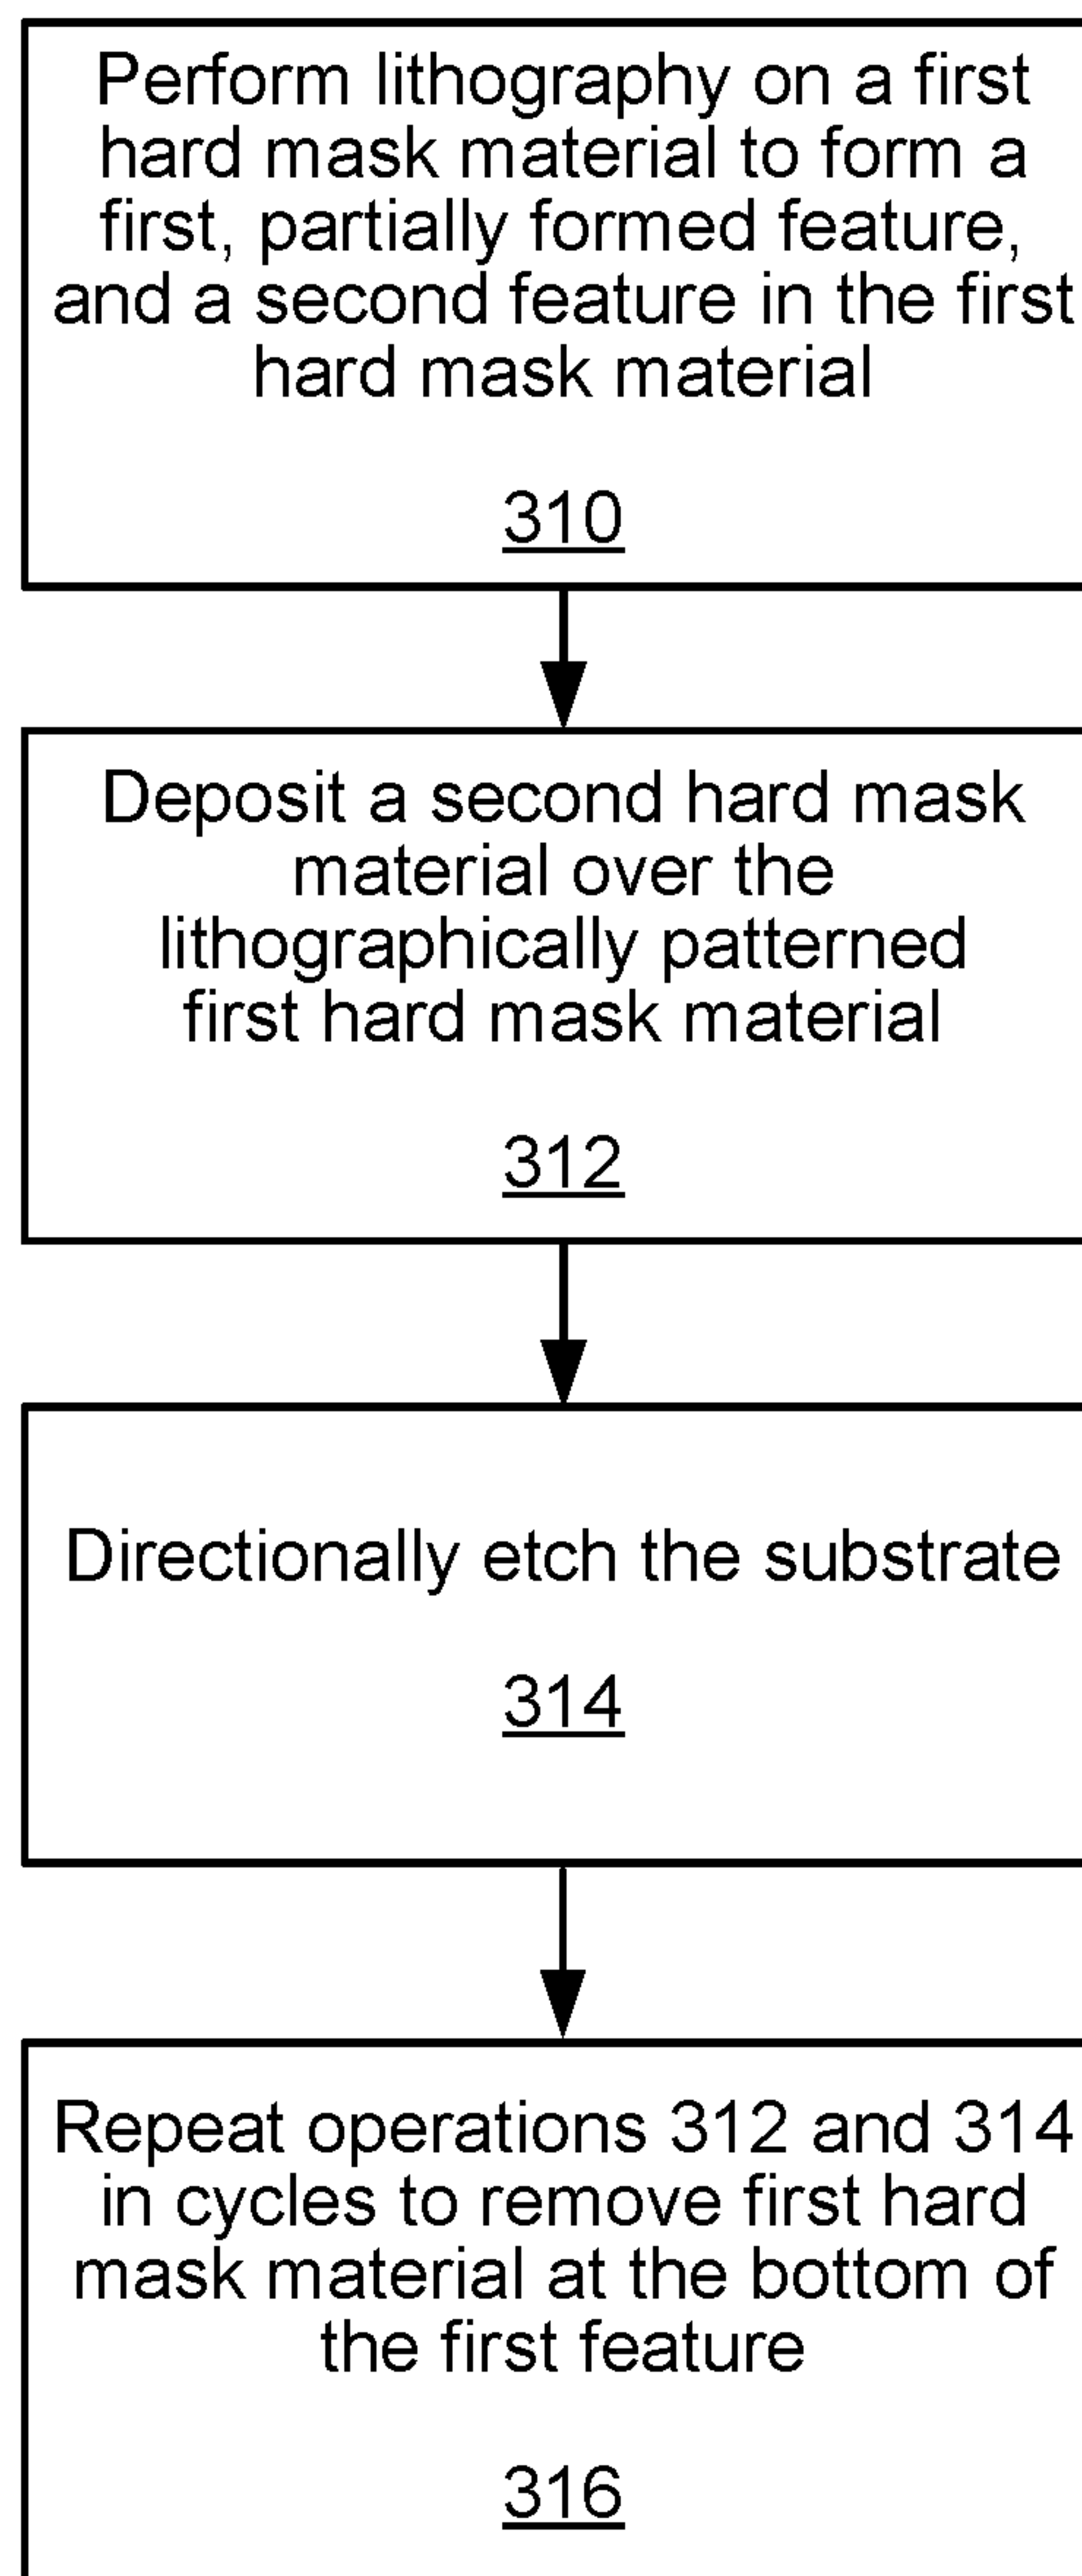 Perform lithography on a first
hard mask material to form a
first, partially formed feature,
and a second feature in the first
hard mask material
310
Deposit a second hard mask
material over the
lithographically patterned
first hard mask material
312
Directionally etch the substrate
314
Repeat operations 312 and 314
in cycles to remove first hard
mask material at the bottom of
the first feature
316